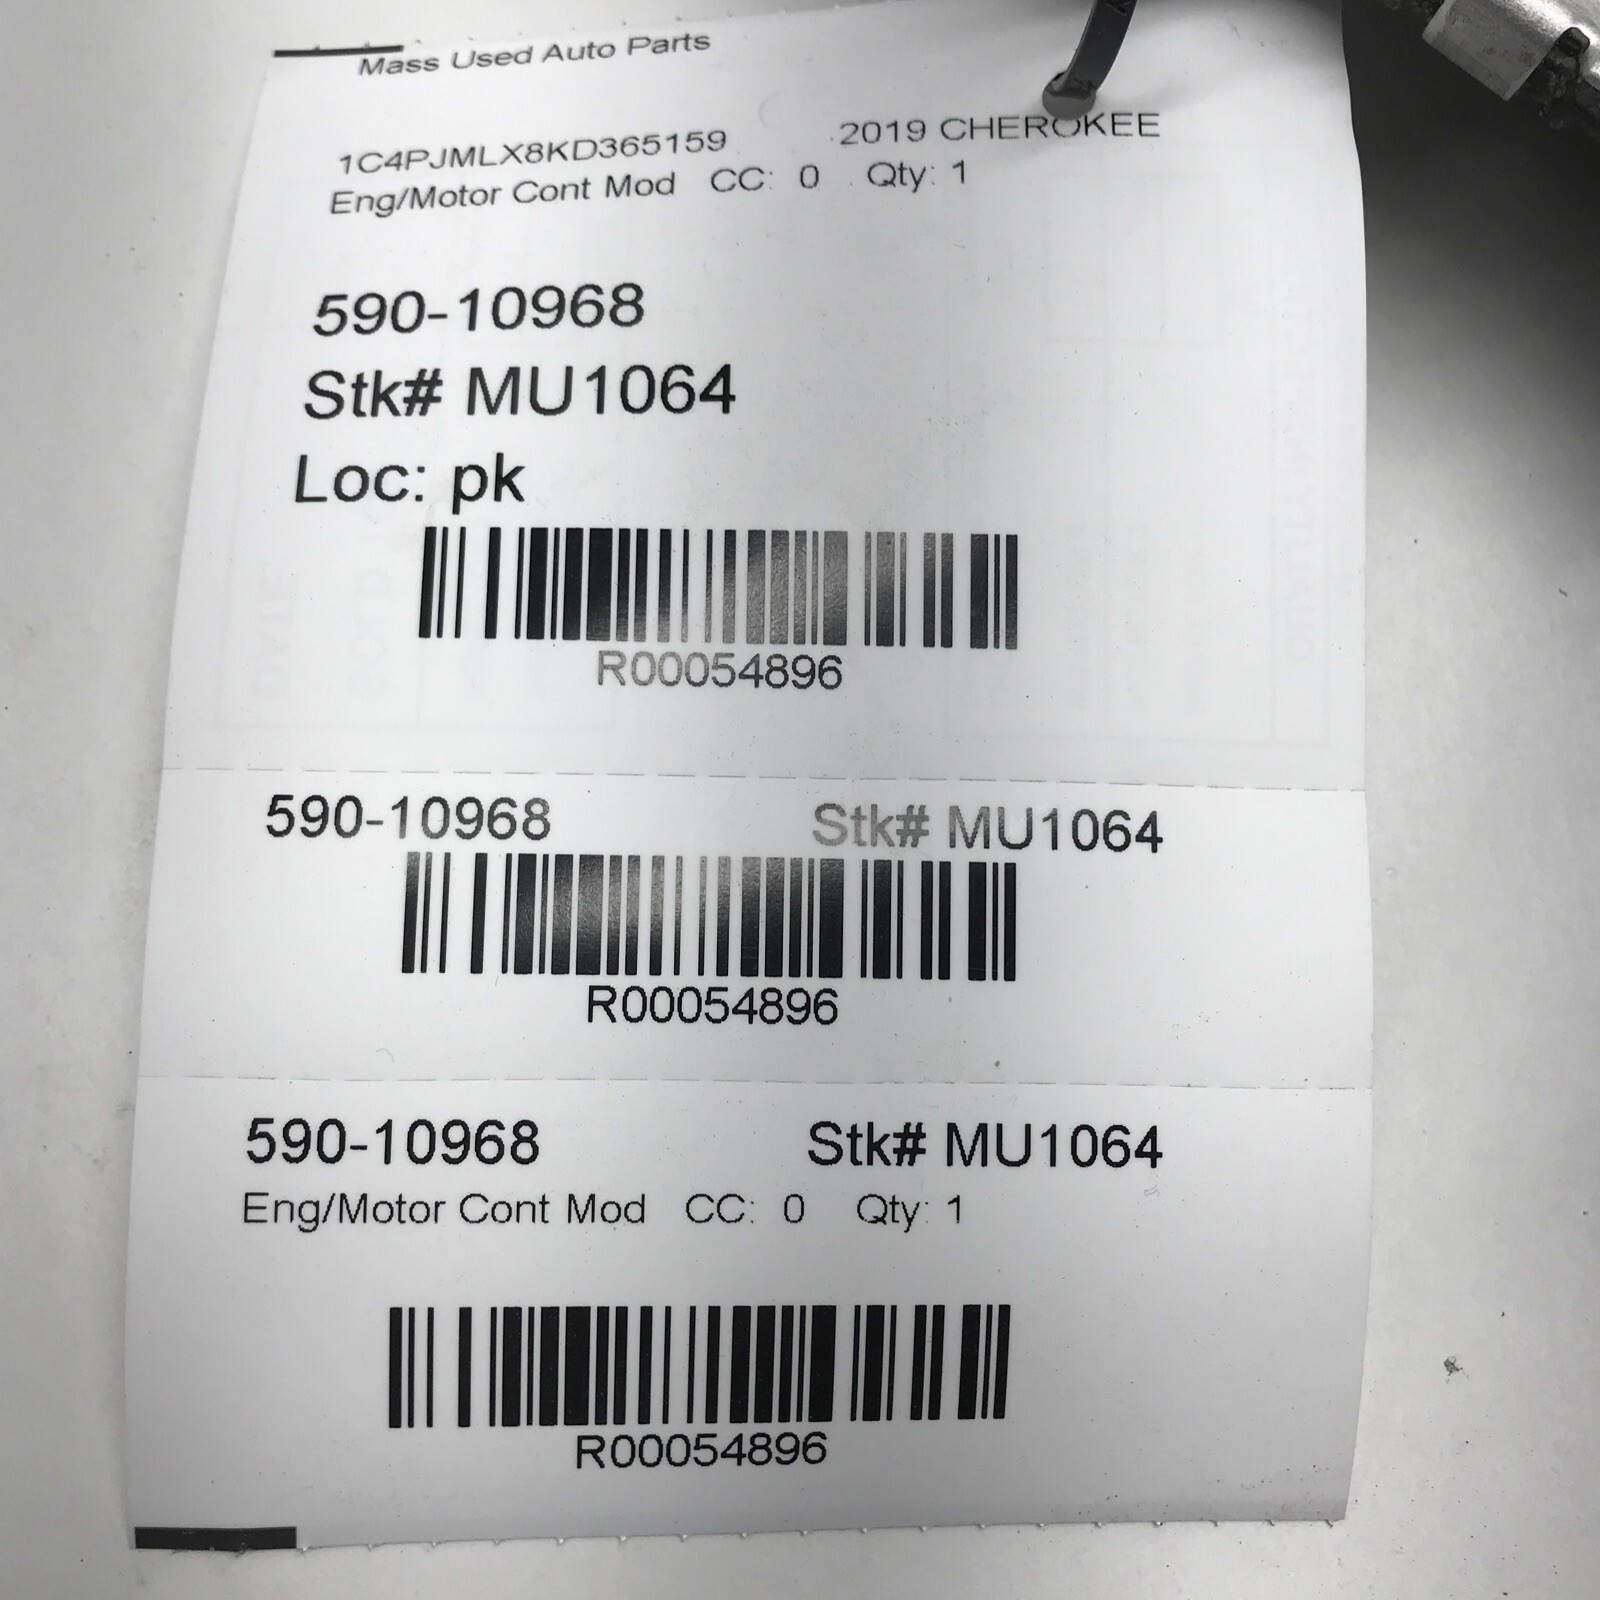 Mass Used Auto Parts
1C4PJMLX8KD365159 2019 CHEROKEE
Eng/Motor Cont Mod CC: 0 Qty: 1
590-10968
Stk# MU1064
Loc: pk
R00054896
590-10968 Stk# MU1064
R00054896
590-10968 Stk# MU1064
Eng/Motor Cont Mod CC: 0 Qty: 1
R00054896